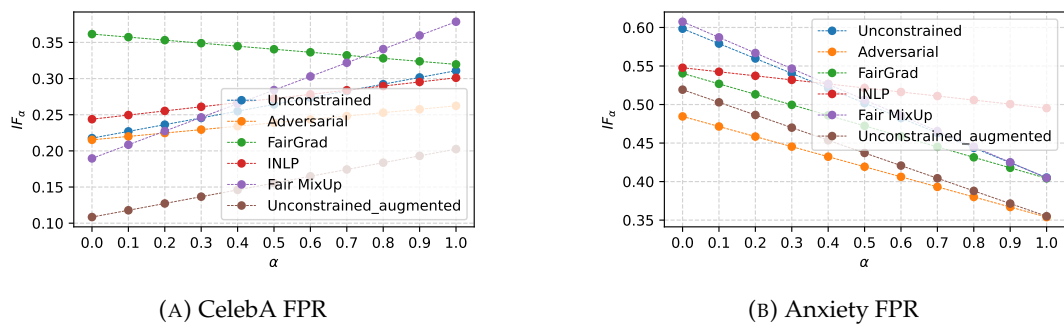 IFα
0.35
0.30
0.25
0.20
0.15
0.10
Unconstrained
Adversarial
FairGrad
INLP
Fair MixUp
Unconstrained_augmented
0.0 0.1 0.2 0.3 0.4 0.5 0.6 0.7 0.8 0.9 1.0
α
(A) CelebA FPR
IFα
0.60
0.55
0.50
0.45
0.40
0.35
Unconstrained
Adversarial
FairGrad
INLP
Fair MixUp
Unconstrained_augmented
0.0 0.1 0.2 0.3 0.4 0.5 0.6 0.7 0.8 0.9 1.0
α
(B) Anxiety FPR